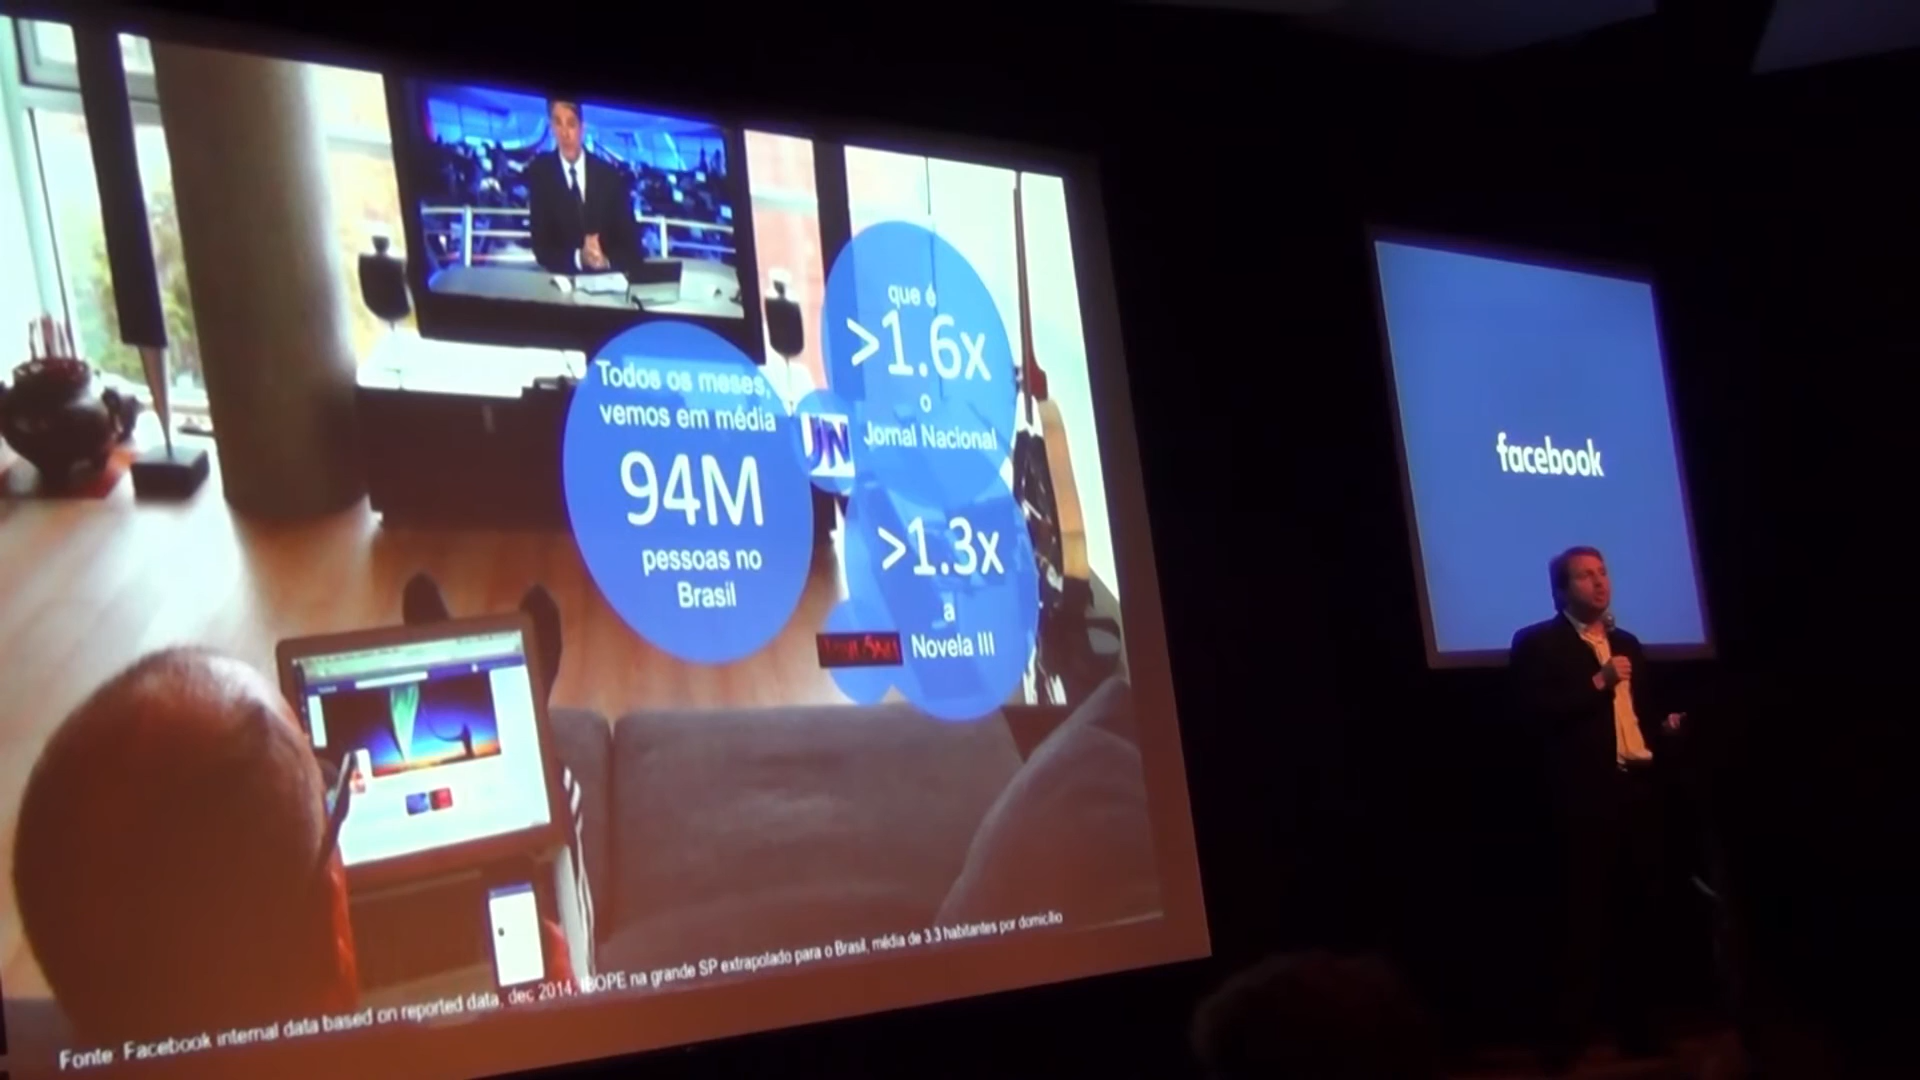 Todos os meses,
vemos em média
94M
pessoas no
Brasil
que é
>1.6x
o
JN
Jornal Nacional
>1.3x
a
Novela III
Fonte: Facebook internal data based on reported data, dec 2014, IBOPE na grande SP extrapolado para o Brasil, média de 3.3 habitantes por domicílio
facebook